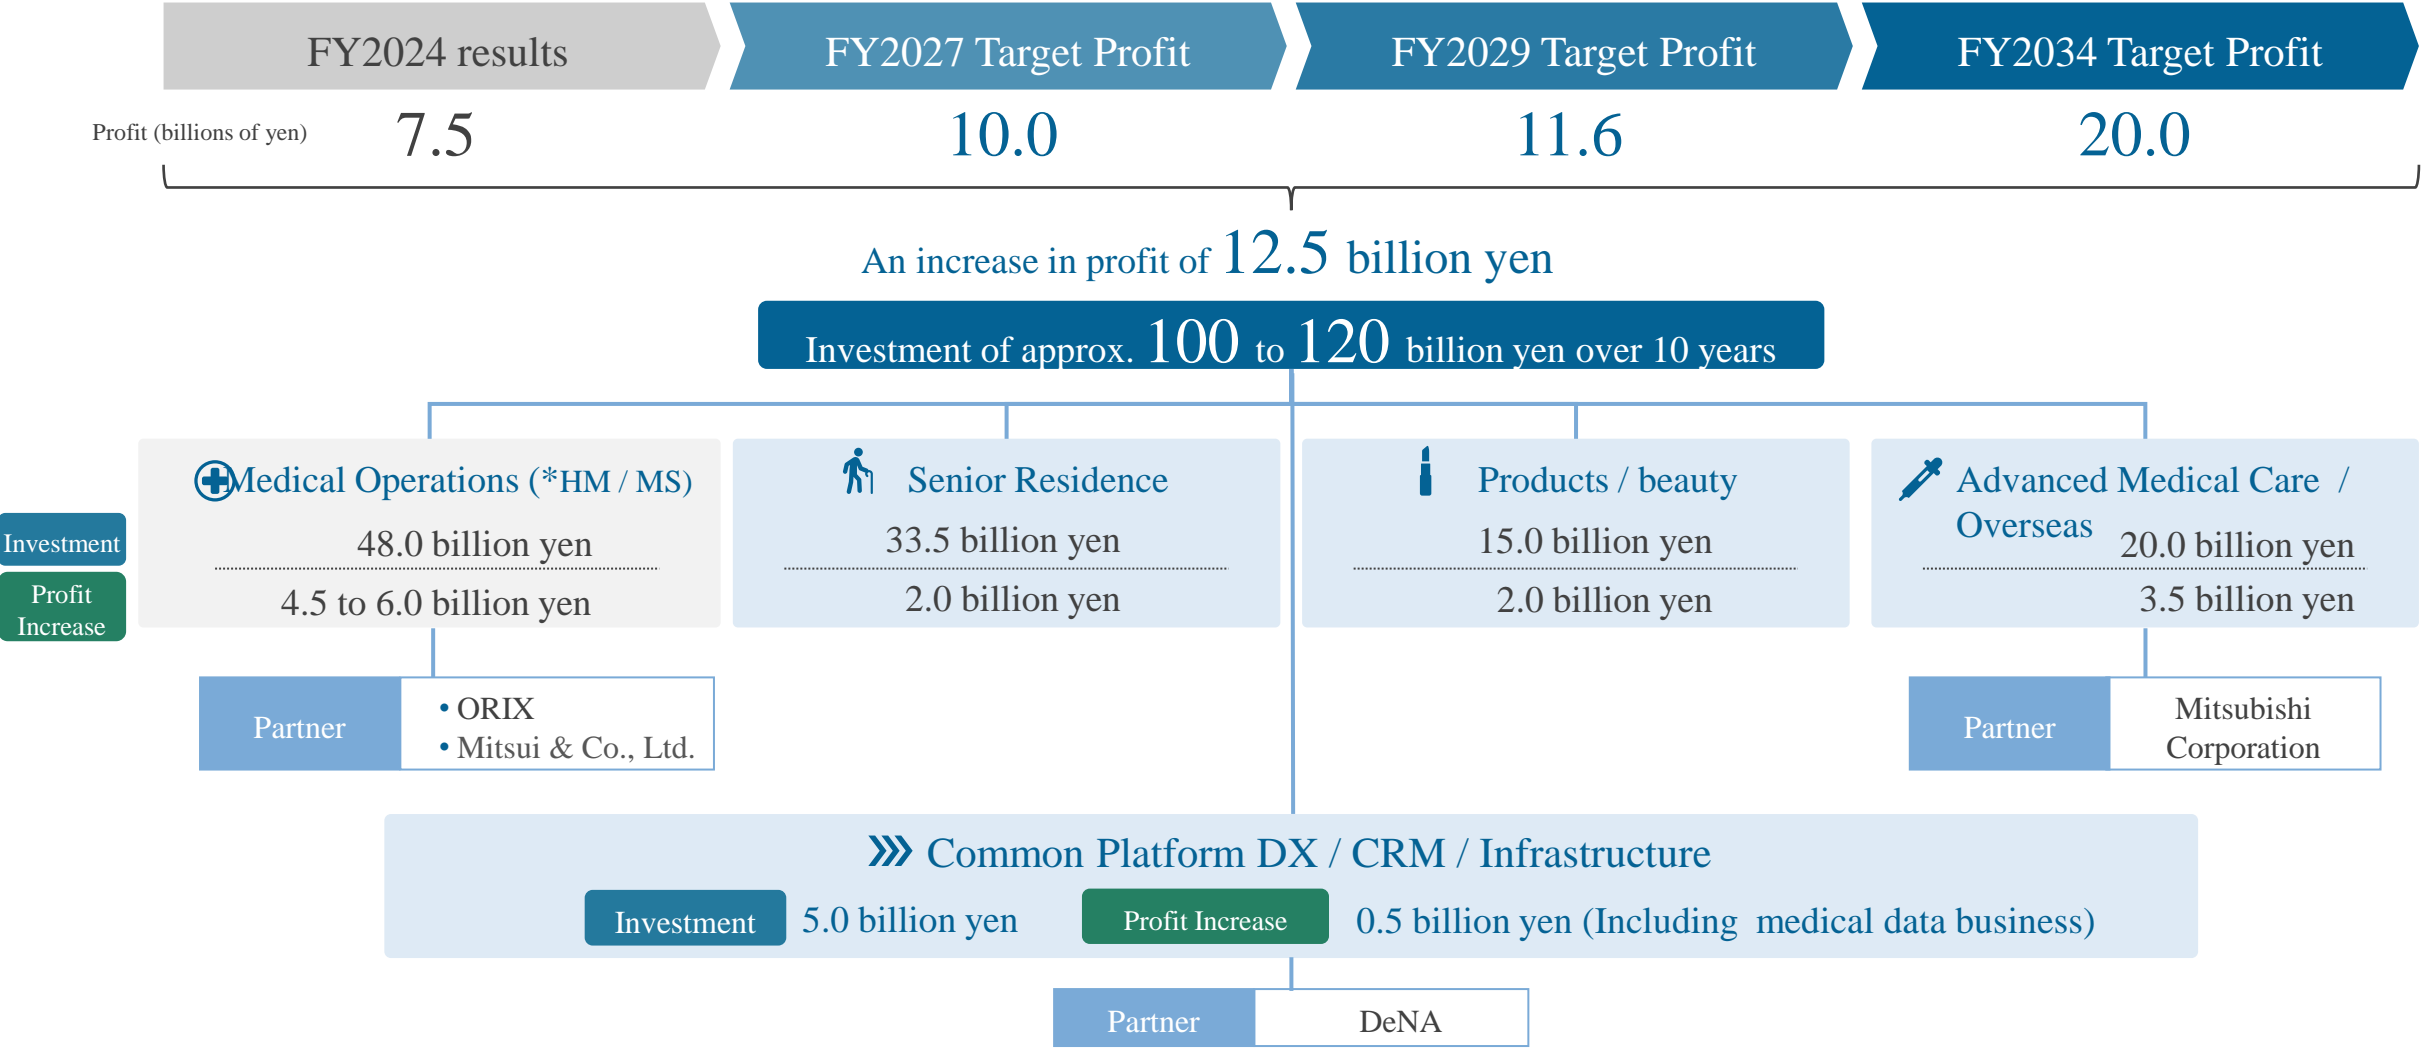 FY2024 results
FY2027 Target Profit
FY2029 Target Profit
FY2034 Target Profit
Profit (billions of yen)
7.5
10.0
11.6
20.0
An increase in profit of 12.5 billion yen
Investment of approx. 100 to 120 billion yen over 10 years
Investment
Profit
Increase
Medical Operations (*HM / MS)
48.0 billion yen
4.5 to 6.0 billion yen
Senior Residence
33.5 billion yen
2.0 billion yen
Products / beauty
15.0 billion yen
2.0 billion yen
Advanced Medical Care /
Overseas
20.0 billion yen
3.5 billion yen
Partner
• ORIX
• Mitsui & Co., Ltd.
Partner
Mitsubishi
Corporation
Common Platform DX / CRM / Infrastructure
Investment
5.0 billion yen
Profit Increase
0.5 billion yen (Including medical data business)
Partner
DeNA